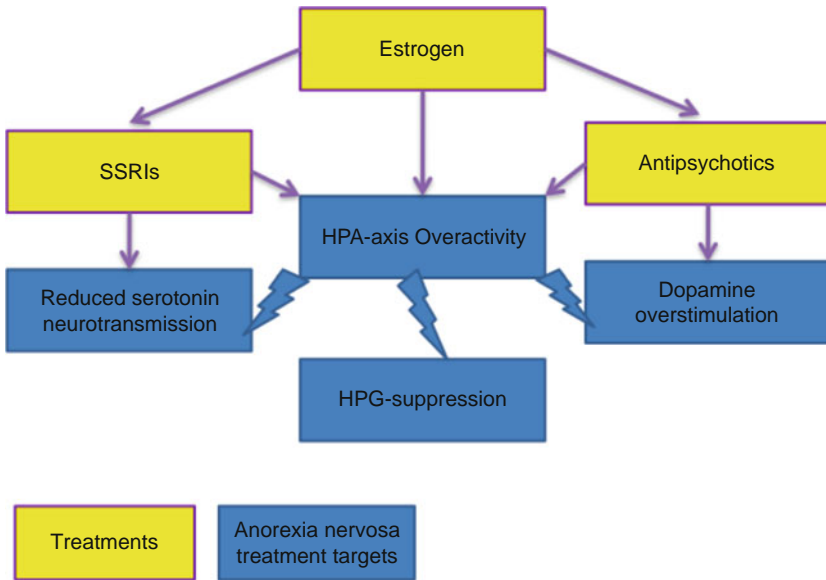 Estrogen
SSRIs
Antipsychotics
HPA-axis Overactivity
Reduced serotonin
neurotransmission
Dopamine
overstimulation
HPG-suppression
Treatments
Anorexia nervosa
treatment targets